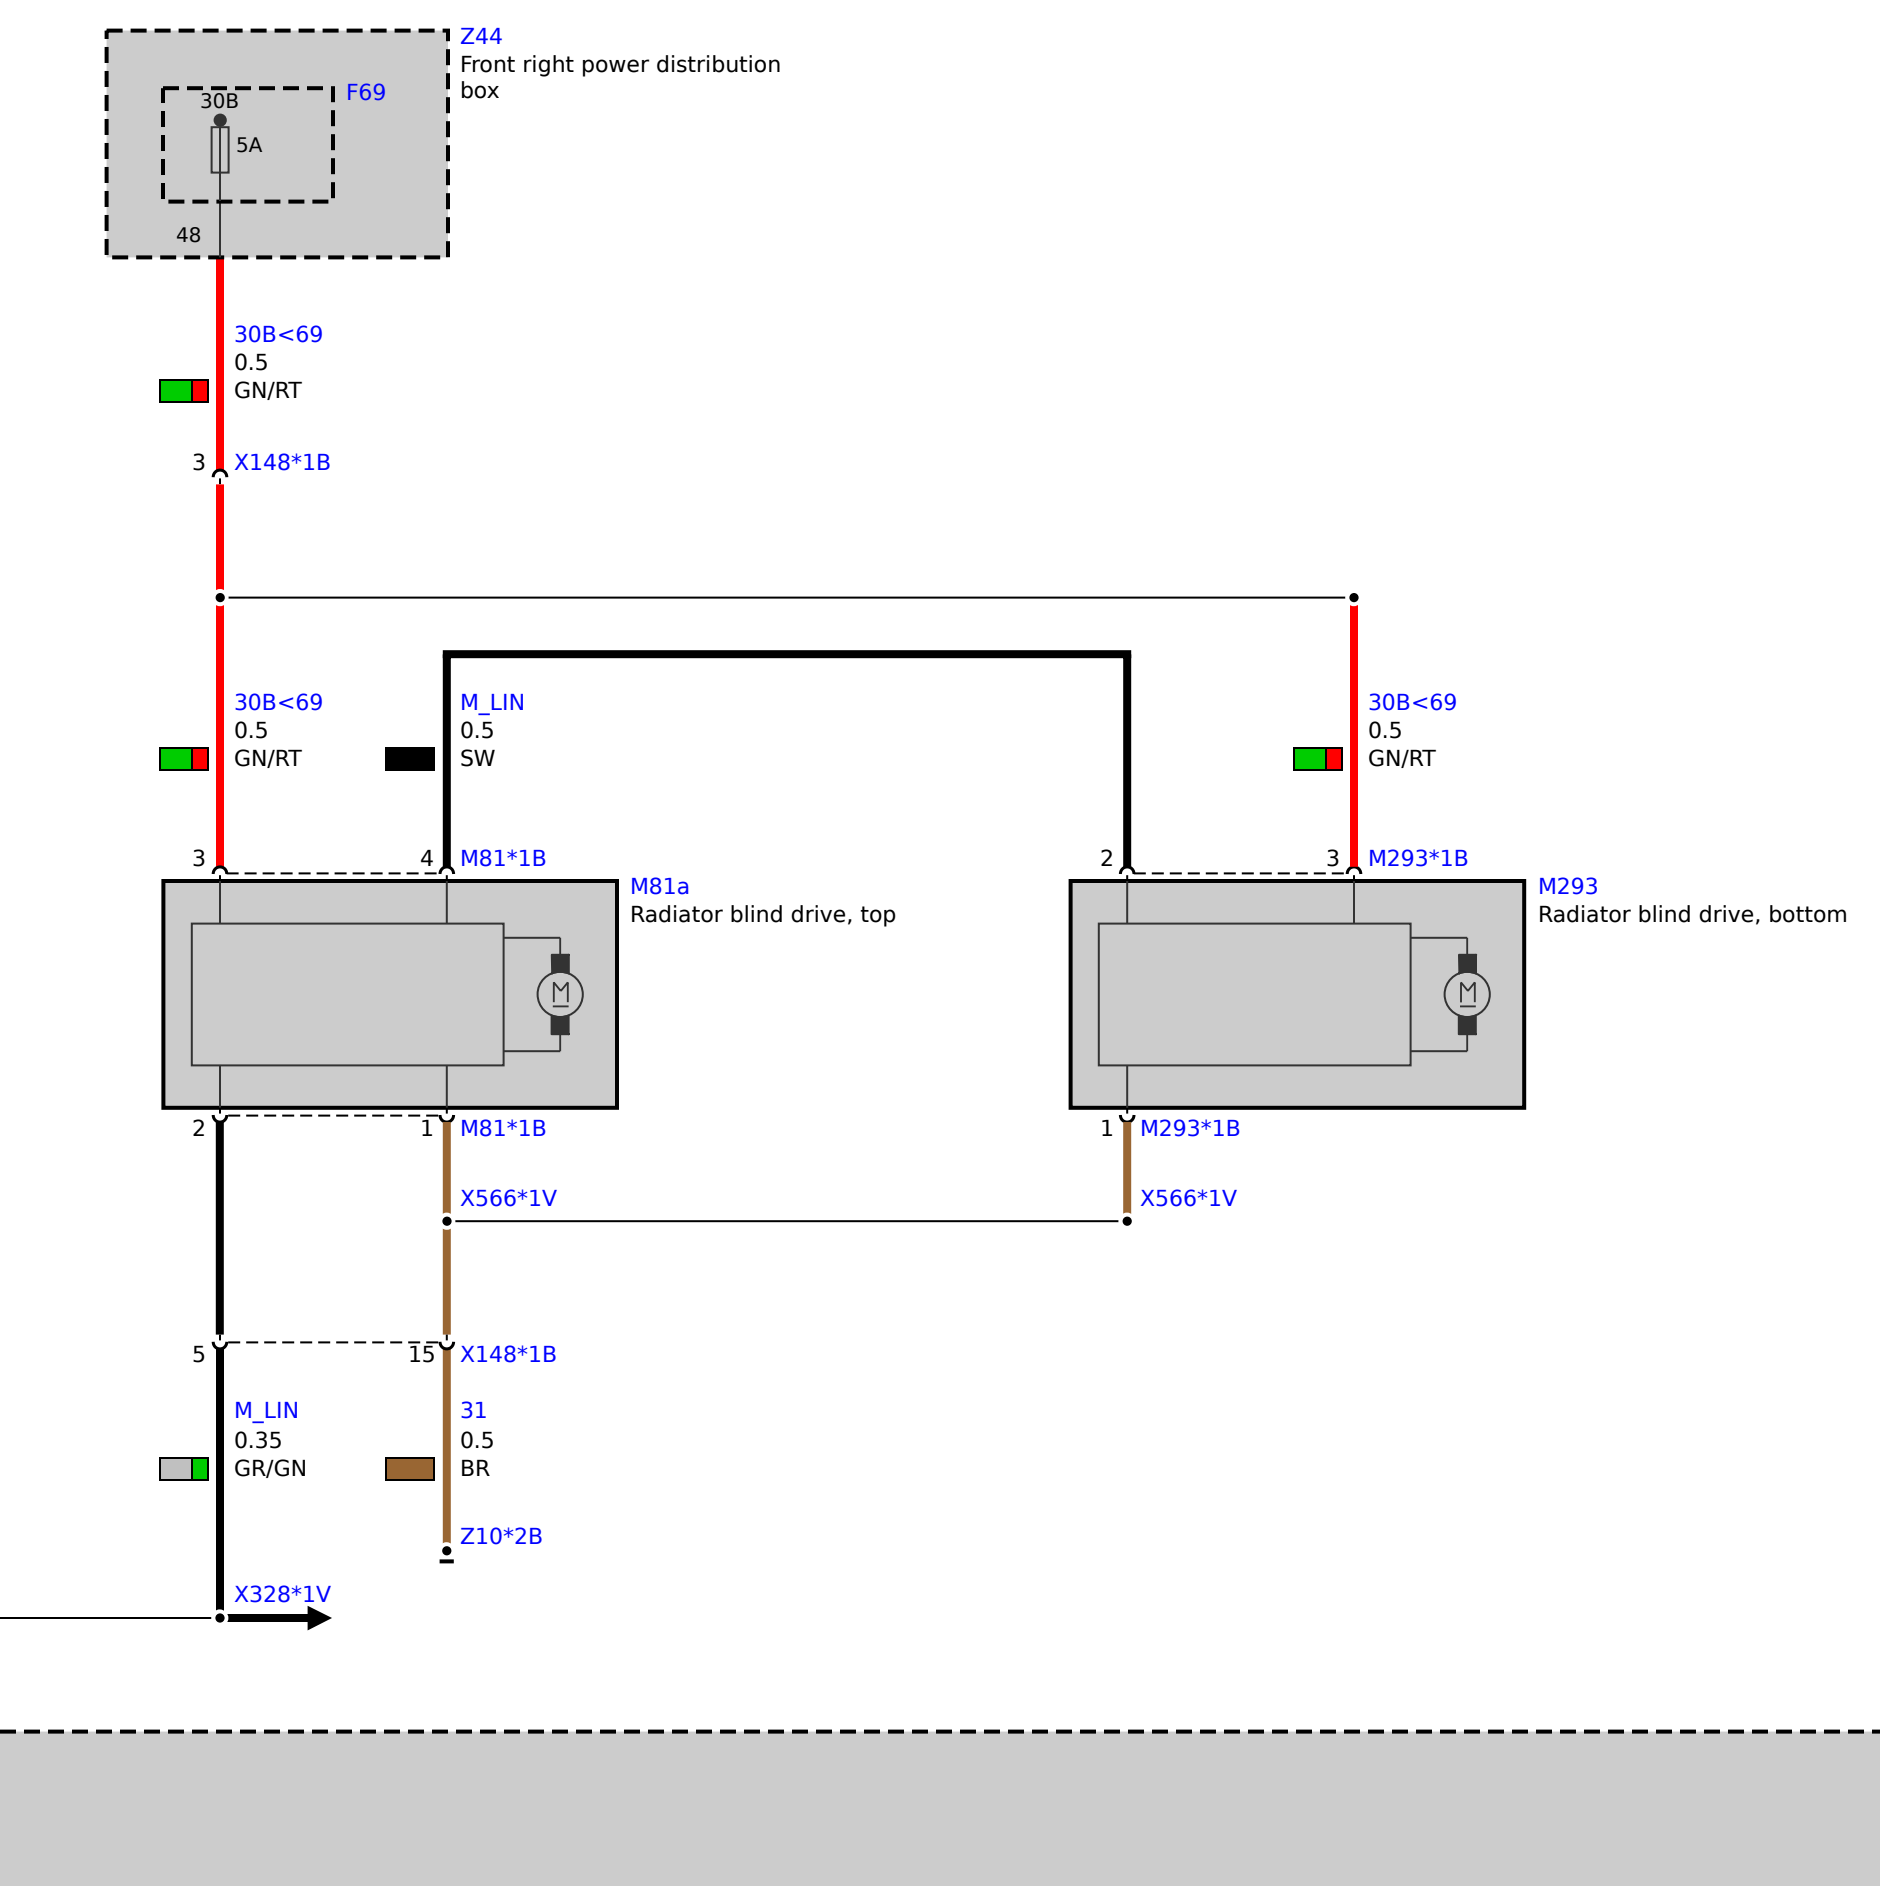 Z44
Front right power distribution
box
F69
30B
5A
48
30B<69
0.5
GN/RT
3 X148*1B
30B<69
0.5
GN/RT
M_LIN
0.5
SW
30B<69
0.5
GN/RT
3 4 M81*1B
2 3 M293*1B
M81a
Radiator blind drive, top
M293
Radiator blind drive, bottom
M
M
2 1 M81*1B
1 M293*1B
X566*1V
X566*1V
5 15 X148*1B
M_LIN
0.35
GR/GN
31
0.5
BR
Z10*2B
X328*1V